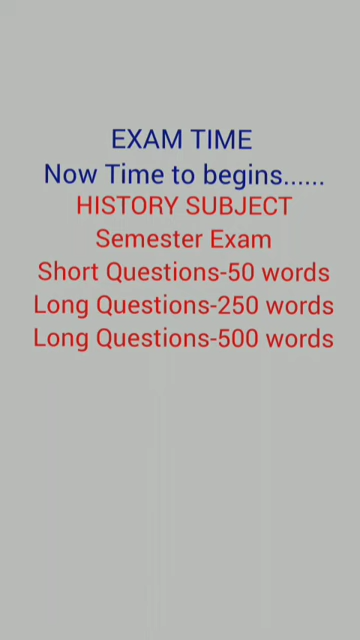 EXAM TIME
Now Time to begins......
HISTORY SUBJECT
Semester Exam
Short Questions-50 words
Long Questions-250 words
Long Questions-500 words